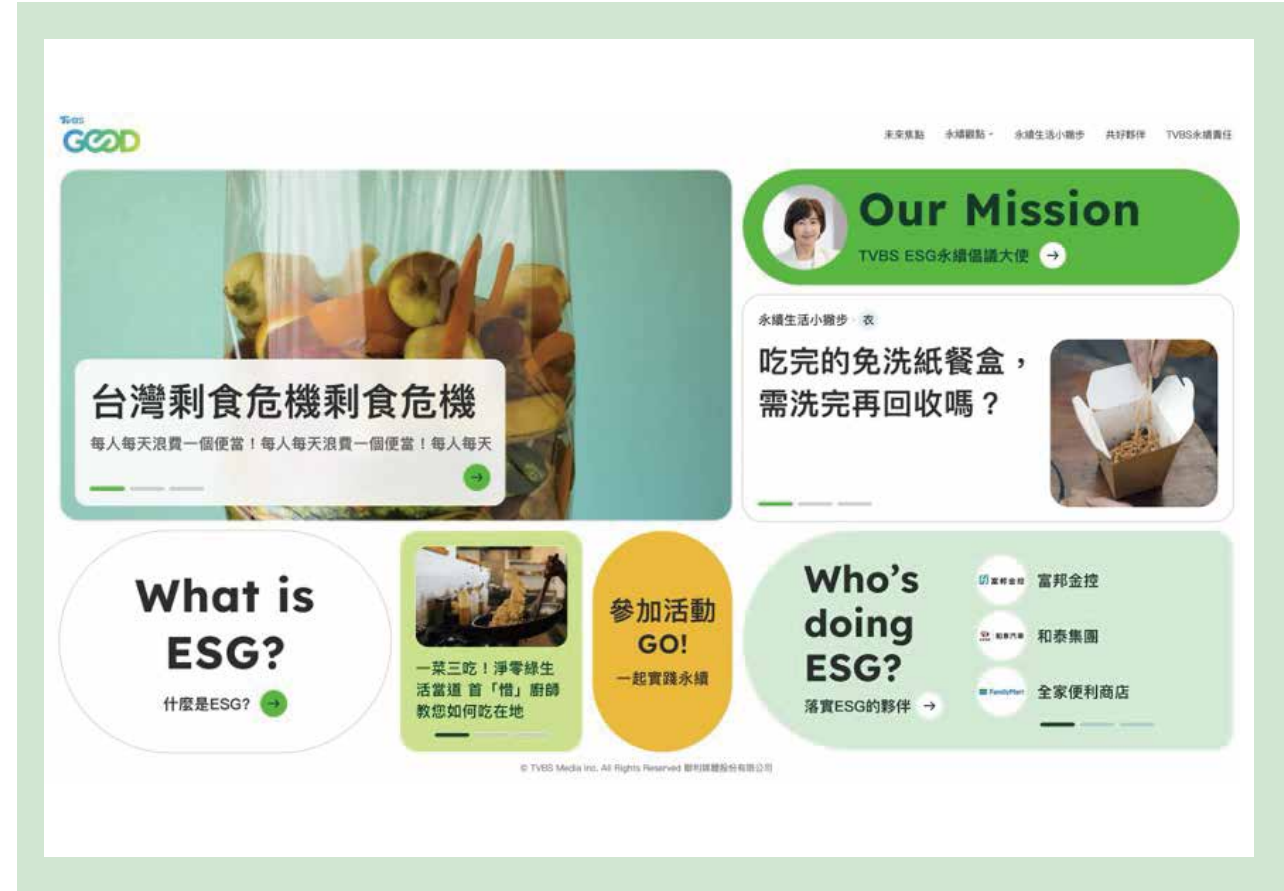 TVBS
GOOD
未來焦點 永續觀點 永續生活小撇步 共好夥伴 TVBS永續責任
Our Mission
TVBS ESG永續倡議大使
永續生活小撇步 衣
吃完的免洗紙餐盒，
需洗完再回收嗎？
台灣剩食危機剩食危機
每人每天浪費一個便當！每人每天浪費一個便當！每人每天
What is
ESG?
什麼是ESG?
一菜三吃！淨零綠生
活當道 首「惜」廚師
教您如何吃在地
參加活動
GO!
一起實踐永續
Who's
doing
ESG?
落實ESG的夥伴
富邦金控 富邦金控
和泰汽車 和泰集團
FamilyMart 全家便利商店
© TVBS Media Inc. All Rights Reserved 聯利媒體股份有限公司